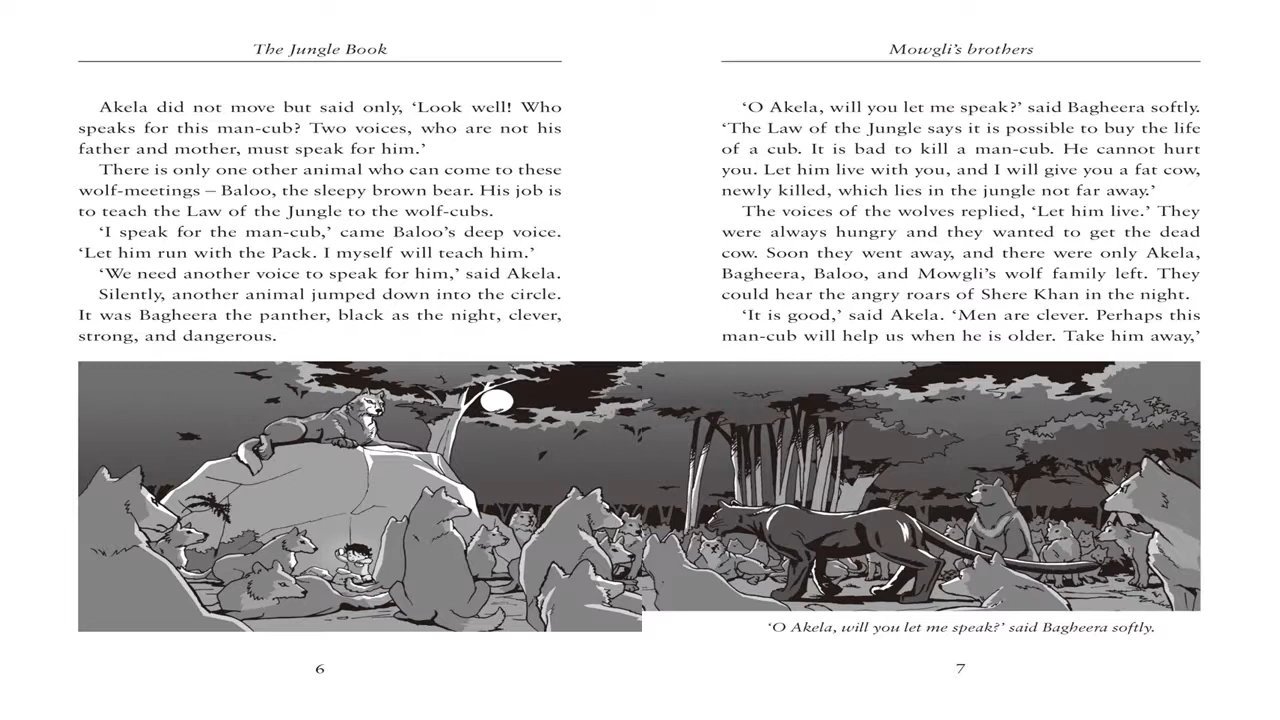 The Jungle Book
Akela did not move but said only, ‘Look well! Who
speaks for this man-cub? Two voices, who are not his
father and mother, must speak for him.’
There is only one other animal who can come to these
wolf-meetings – Baloo, the sleepy brown bear. His job is
to teach the Law of the Jungle to the wolf-cubs.
‘I speak for the man-cub,’ came Baloo’s deep voice.
‘Let him run with the Pack. I myself will teach him.’
‘We need another voice to speak for him,’ said Akela.
Silently, another animal jumped down into the circle.
It was Bagheera the panther, black as the night, clever,
strong, and dangerous.
6
Mowgli’s brothers
‘O Akela, will you let me speak?’ said Bagheera softly.
‘The Law of the Jungle says it is possible to buy the life
of a cub. It is bad to kill a man-cub. He cannot hurt
you. Let him live with you, and I will give you a fat cow,
newly killed, which lies in the jungle not far away.’
The voices of the wolves replied, ‘Let him live.’ They
were always hungry and they wanted to get the dead
cow. Soon they went away, and there were only Akela,
Bagheera, Baloo, and Mowgli’s wolf family left. They
could hear the angry roars of Shere Khan in the night.
‘It is good,’ said Akela. ‘Men are clever. Perhaps this
man-cub will help us when he is older. Take him away,’
‘O Akela, will you let me speak?’ said Bagheera softly.
7